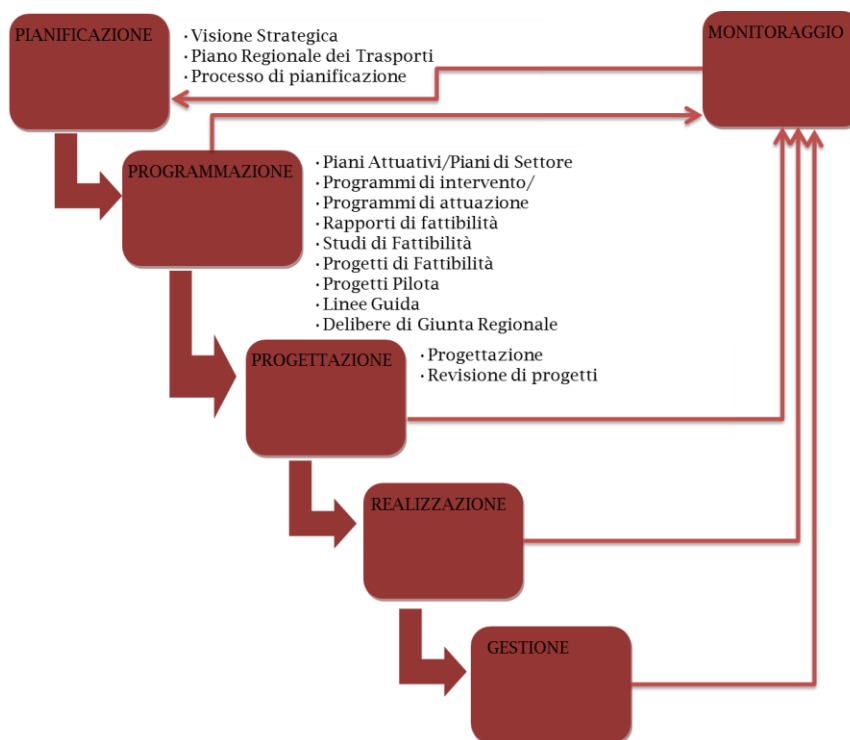 PIANIFICAZIONE
· Visione Strategica
· Piano Regionale dei Trasporti
· Processo di pianificazione
MONITORAGGIO
PROGRAMMAZIONE
· Piani Attuativi/Piani di Settore
· Programmi di intervento/
· Programmi di attuazione
· Rapporti di fattibilità
· Studi di Fattibilità
· Progetti di Fattibilità
· Progetti Pilota
· Linee Guida
· Delibere di Giunta Regionale
PROGETTAZIONE
· Progettazione
· Revisione di progetti
REALIZZAZIONE
GESTIONE